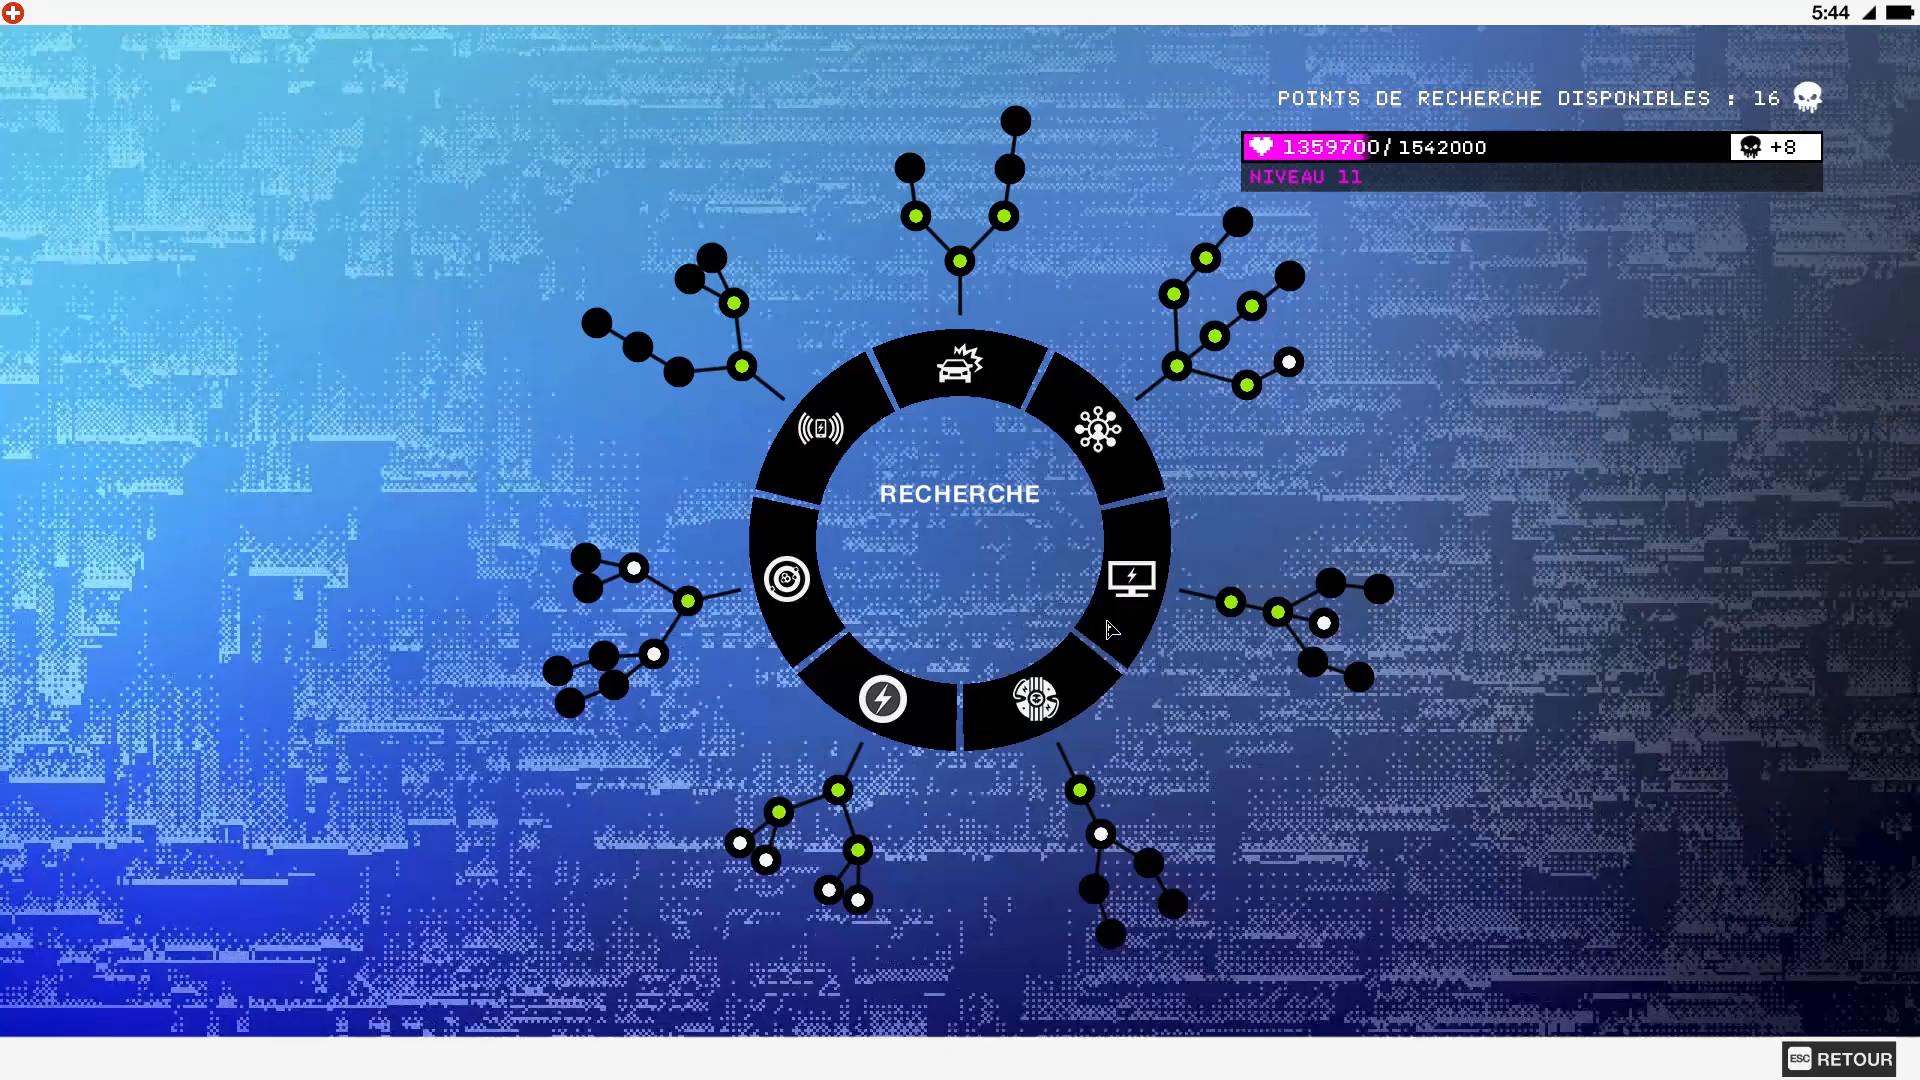 5:44
POINTS DE RECHERCHE DISPONIBLES : 16
1359700/1542000 +8
NIVEAU 11
RECHERCHE
ESC RETOUR